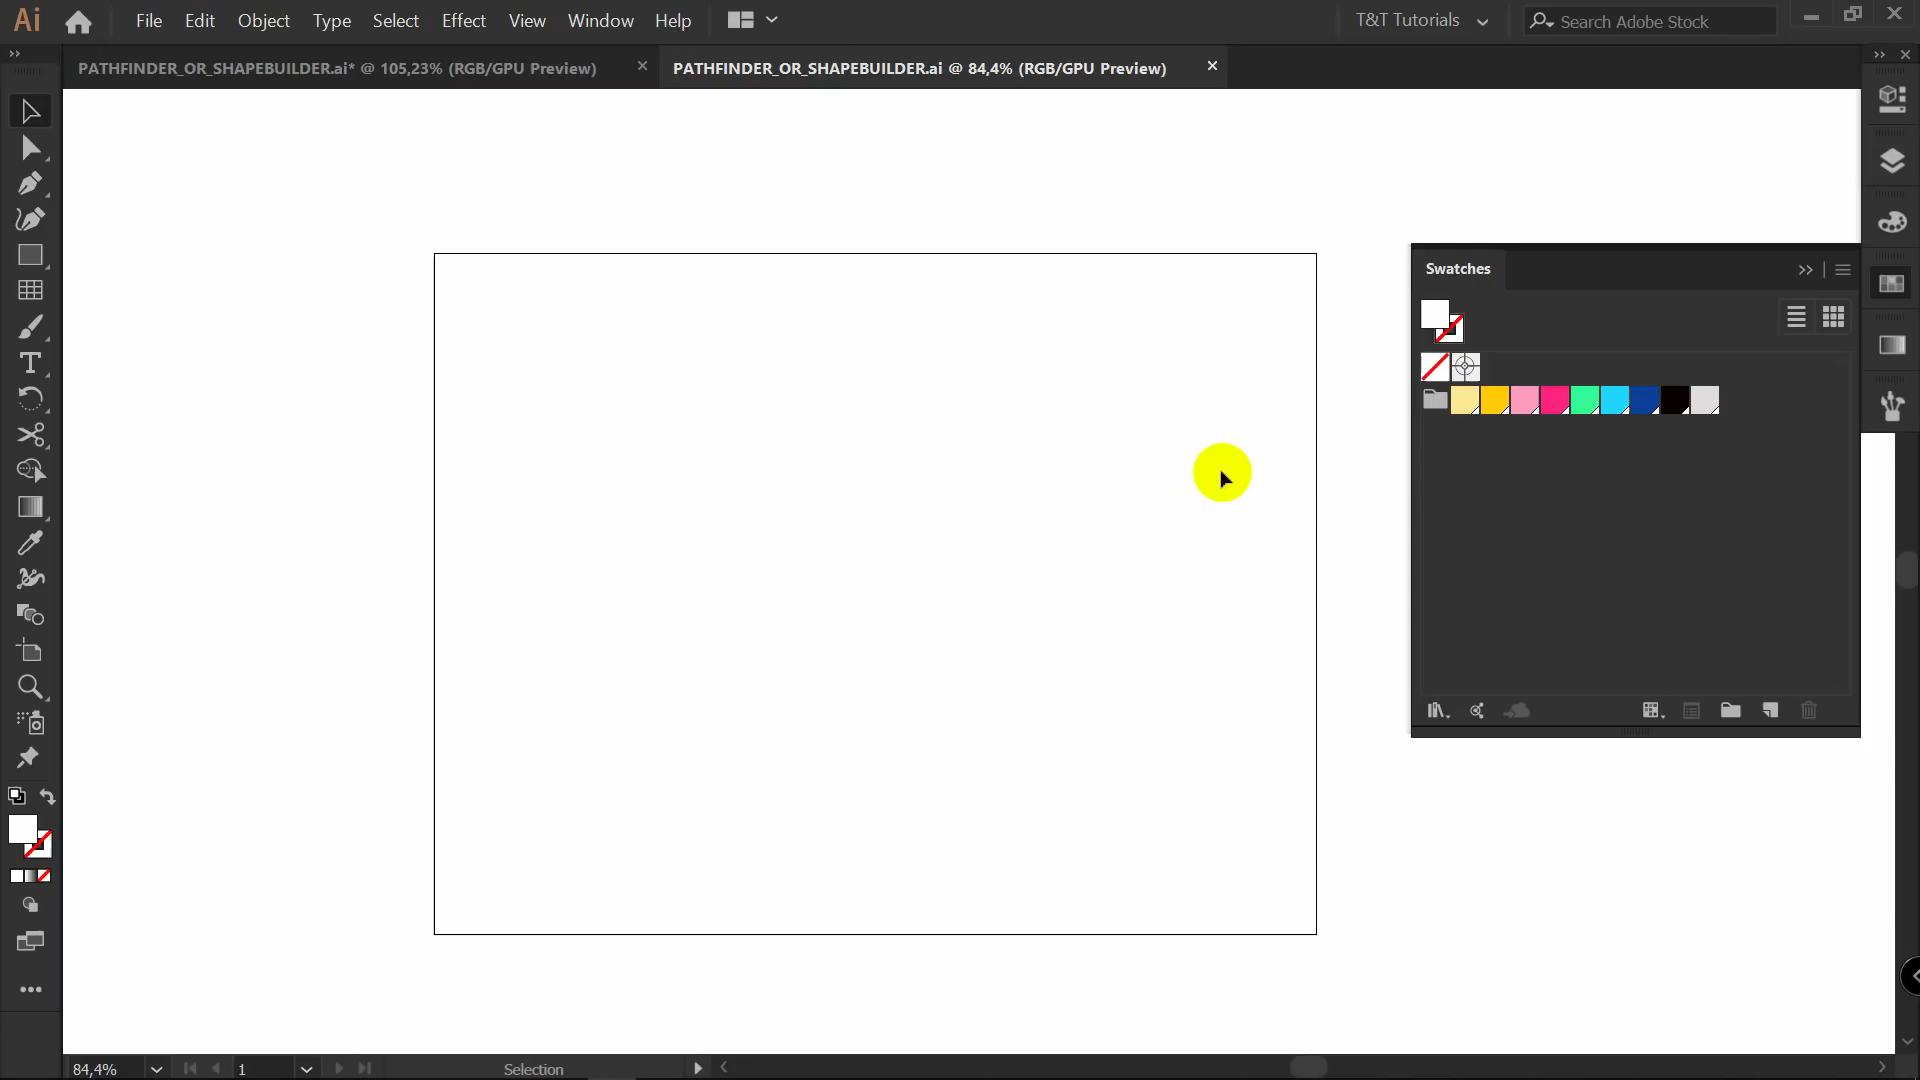 Ai File Edit Object Type Select Effect View Window Help T&T Tutorials Search Adobe Stock
PATHFINDER_OR_SHAPEBUILDER.ai* @ 105,23% (RGB/GPU Preview) PATHFINDER_OR_SHAPEBUILDER.ai @ 84,4% (RGB/GPU Preview)
Swatches
T
84,4% 1 Selection